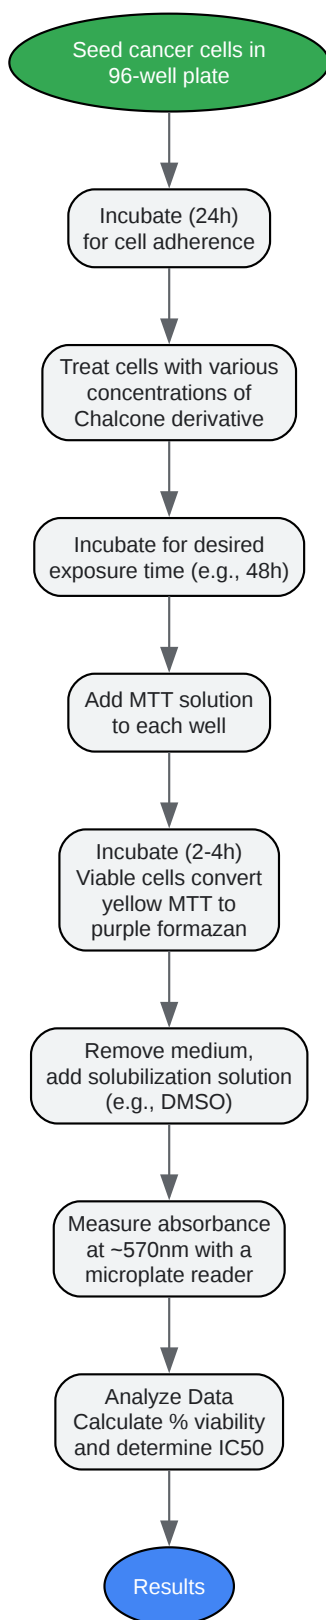 Seed cancer cells in
96-well plate
Incubate (24h)
for cell adherence
Treat cells with various
concentrations of
Chalcone derivative
Incubate for desired
exposure time (e.g., 48h)
Add MTT solution
to each well
Incubate (2-4h)
Viable cells convert
yellow MTT to
purple formazan
Remove medium,
add solubilization solution
(e.g., DMSO)
Measure absorbance
at ~570nm with a
microplate reader
Analyze Data
Calculate % viability
and determine IC50
Results